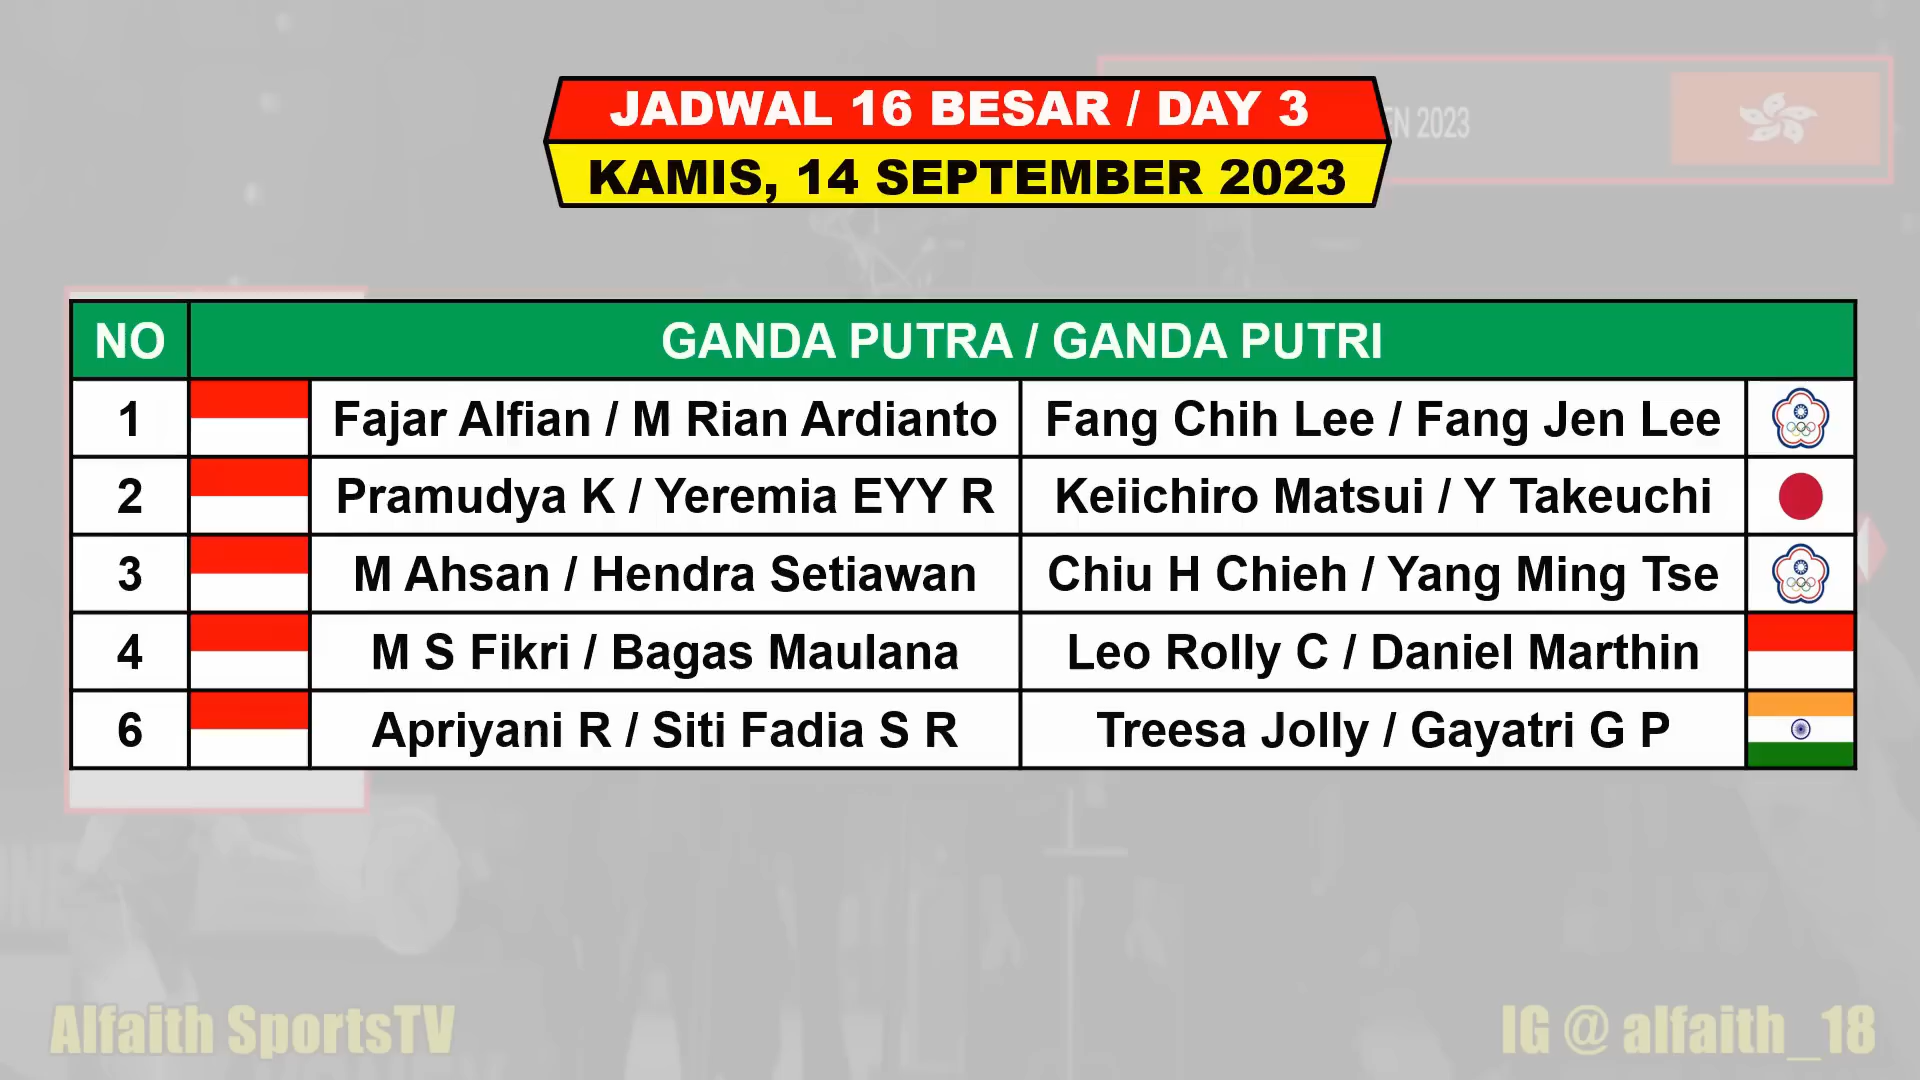 JADWAL 16 BESAR / DAY 3
EN 2023
KAMIS, 14 SEPTEMBER 2023
NO GANDA PUTRA / GANDA PUTRI
1 Fajar Alfian / M Rian Ardianto Fang Chih Lee / Fang Jen Lee
2 Pramudya K / Yeremia EYY R Keiichiro Matsui / Y Takeuchi
3 M Ahsan / Hendra Setiawan Chiu H Chieh / Yang Ming Tse
4 M S Fikri / Bagas Maulana Leo Rolly C / Daniel Marthin
6 Apriyani R / Siti Fadia S R Treesa Jolly / Gayatri G P
Alfaith SportsTV IG @ alfaith_18